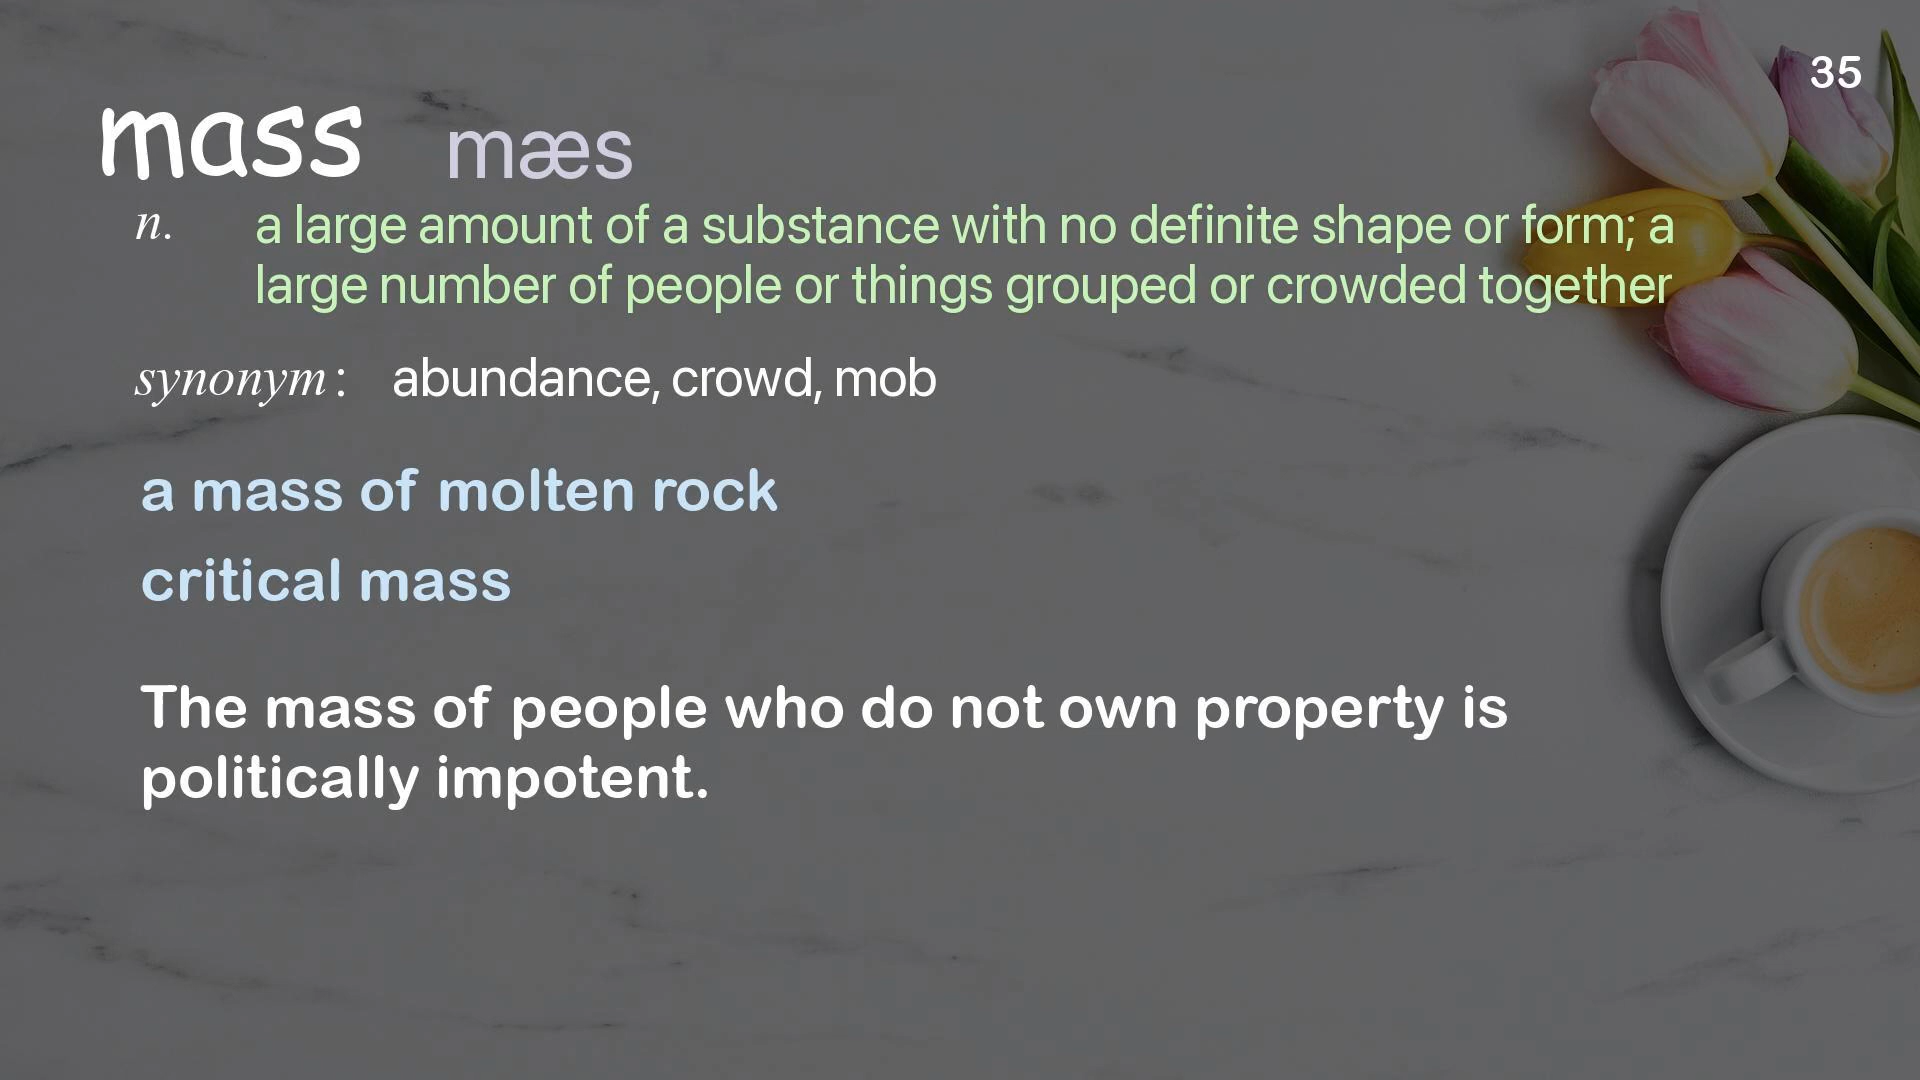 35
mass mæs
n. a large amount of a substance with no definite shape or form; a
large number of people or things grouped or crowded together
synonym: abundance, crowd, mob
a mass of molten rock
critical mass
The mass of people who do not own property is
politically impotent.